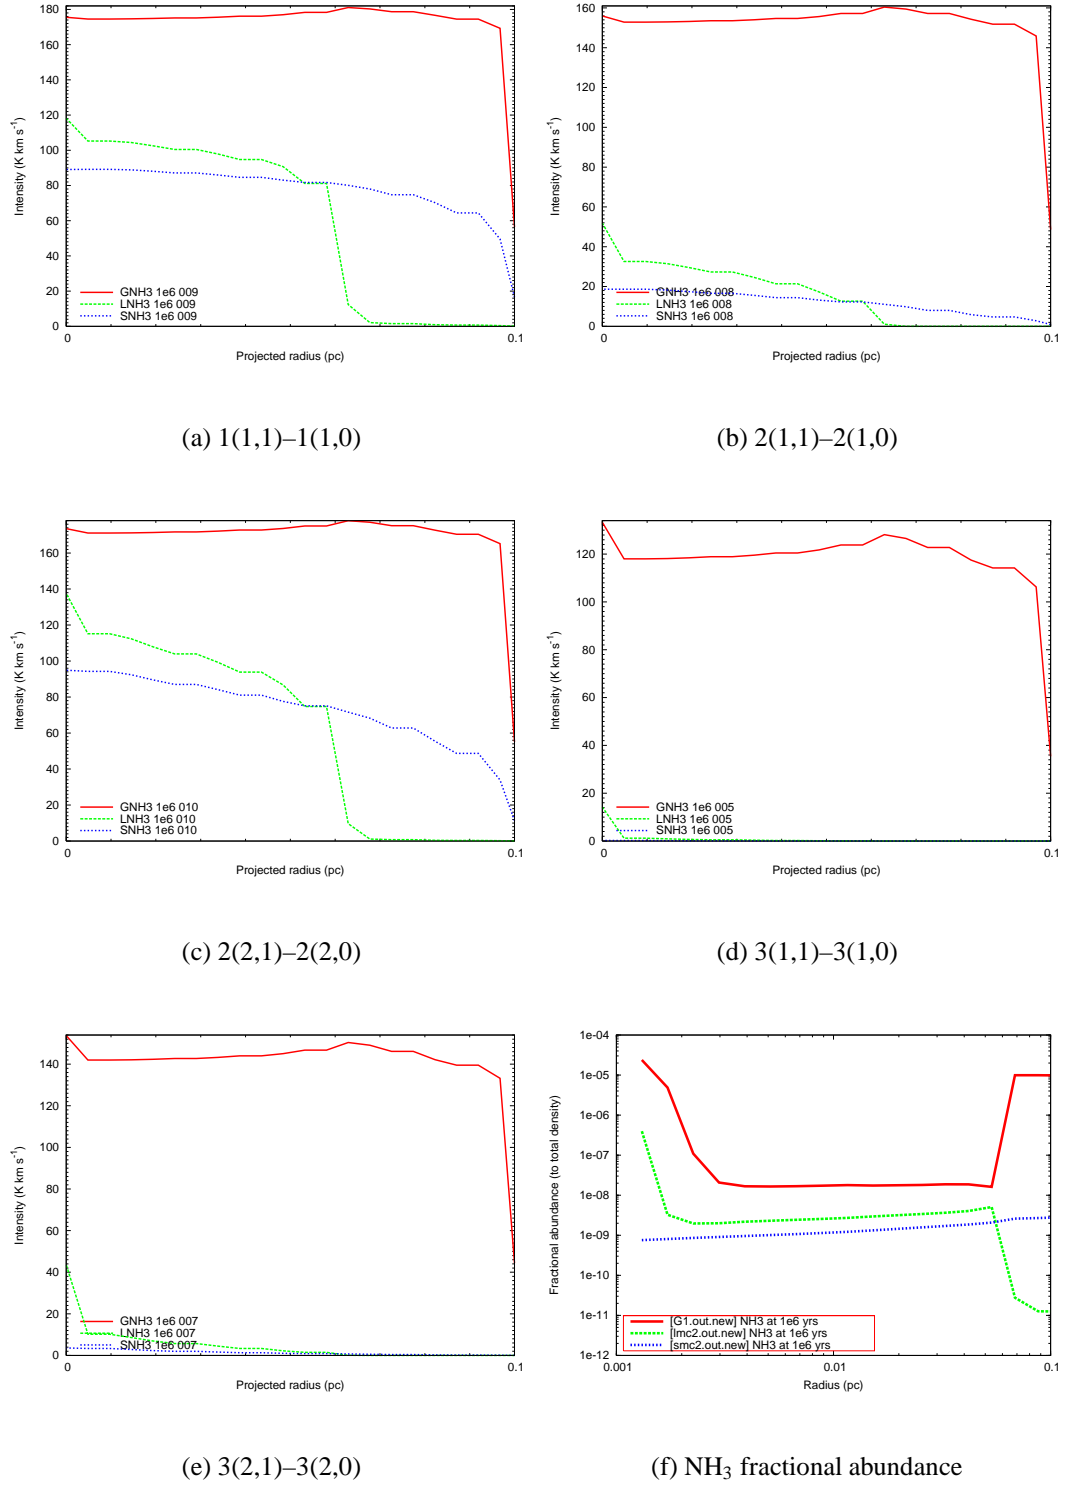 180
160
140
120
100
80
60
40
20
0
Intensity (K km s⁻¹)
GNH3 1e6 009
LNH3 1e6 009
SNH3 1e6 009
0
0.1
Projected radius (pc)
(a) 1(1,1)–1(1,0)
160
140
120
100
80
60
40
20
0
Intensity (K km s⁻¹)
GNH3 1e6 008
LNH3 1e6 008
SNH3 1e6 008
0
0.1
Projected radius (pc)
(b) 2(1,1)–2(1,0)
160
140
120
100
80
60
40
20
0
Intensity (K km s⁻¹)
GNH3 1e6 010
LNH3 1e6 010
SNH3 1e6 010
0
0.1
Projected radius (pc)
(c) 2(2,1)–2(2,0)
120
100
80
60
40
20
0
Intensity (K km s⁻¹)
GNH3 1e6 005
LNH3 1e6 005
SNH3 1e6 005
0
0.1
Projected radius (pc)
(d) 3(1,1)–3(1,0)
140
120
100
80
60
40
20
0
Intensity (K km s⁻¹)
GNH3 1e6 007
LNH3 1e6 007
SNH3 1e6 007
0
0.1
Projected radius (pc)
(e) 3(2,1)–3(2,0)
1e-04
1e-05
1e-06
1e-07
1e-08
1e-09
1e-10
1e-11
1e-12
Fractional abundance (to total density)
[G1.out.new] NH3 at 1e6 yrs
[lmc2.out.new] NH3 at 1e6 yrs
[smc2.out.new] NH3 at 1e6 yrs
0.001
0.01
0.1
Radius (pc)
(f) NH₃ fractional abundance